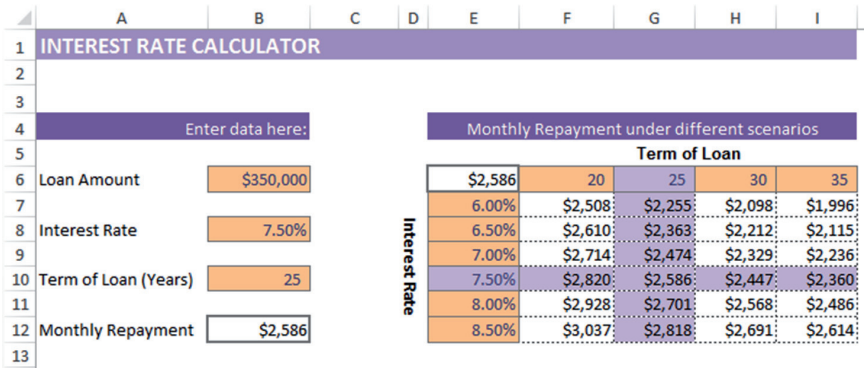 A B C D E F G H I
1 INTEREST RATE CALCULATOR
2
3
4 Enter data here: Monthly Repayment under different scenarios
5 Term of Loan
6 Loan Amount $350,000 $2,586 20 25 30 35
7 6.00% $2,508 $2,255 $2,098 $1,996
8 Interest Rate 7.50% 6.50% $2,610 $2,363 $2,212 $2,115
9 7.00% $2,714 $2,474 $2,329 $2,236
10 Term of Loan (Years) 25 7.50% $2,820 $2,586 $2,447 $2,360
11 8.00% $2,928 $2,701 $2,568 $2,486
12 Monthly Repayment $2,586 8.50% $3,037 $2,818 $2,691 $2,614
13
Interest Rate